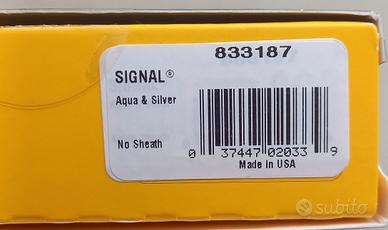 833187
SIGNAL®
Aqua & Silver
No Sheath
0 37447 02033 9
Made in USA
subito